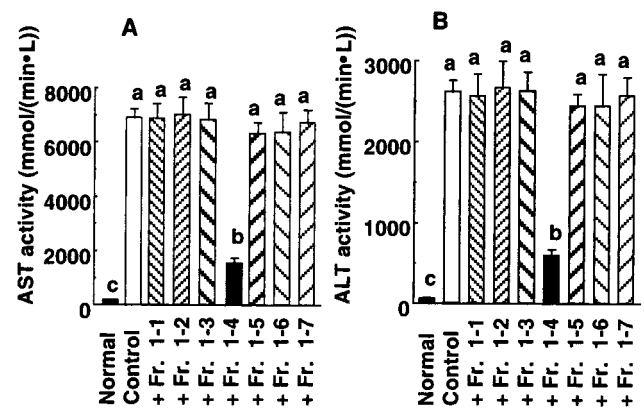 A
AST activity (mmol/(min•L))
8000
6000
4000
2000
0
c
a
a
a
a
b
a
a
a
Normal
Control
+ Fr. 1-1
+ Fr. 1-2
+ Fr. 1-3
+ Fr. 1-4
+ Fr. 1-5
+ Fr. 1-6
+ Fr. 1-7
B
ALT activity (mmol/(min•L))
3000
2000
1000
0
c
a
a
a
a
b
a
a
a
Normal
Control
+ Fr. 1-1
+ Fr. 1-2
+ Fr. 1-3
+ Fr. 1-4
+ Fr. 1-5
+ Fr. 1-6
+ Fr. 1-7